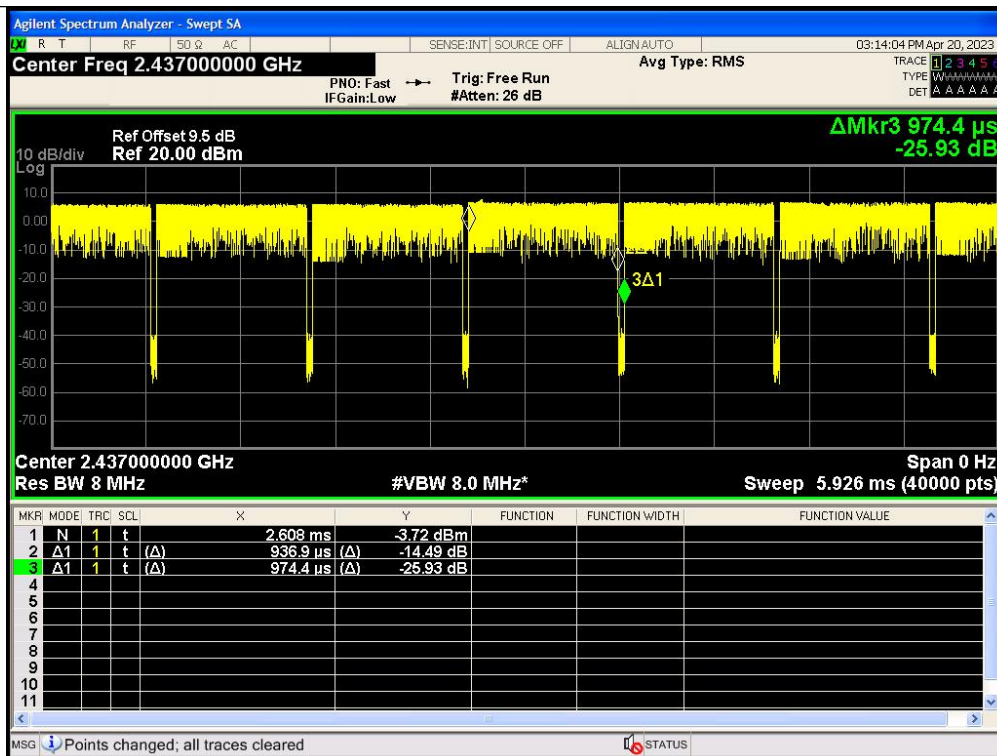 Agilent Spectrum Analyzer - Swept SA
LXI R T RF 50 Ω AC SENSE:INT SOURCE OFF ALIGN AUTO 03:14:04 PM Apr 20, 2023
Center Freq 2.437000000 GHz Avg Type: RMS TRACE 1 2 3 4 5 6
PNO: Fast Trig: Free Run TYPE W
IFGain:Low #Atten: 26 dB DET A A A A A A
ΔMkr3 974.4 µs
Ref Offset 9.5 dB -25.93 dB
10 dB/div Ref 20.00 dBm
Log
10.0
0.00
-10.0
-20.0
3Δ1
-30.0
-40.0
-50.0
-60.0
-70.0
Center 2.437000000 GHz Span 0 Hz
Res BW 8 MHz #VBW 8.0 MHz* Sweep 5.926 ms (40000 pts)
MKR MODE TRC SCL X Y FUNCTION FUNCTION WIDTH FUNCTION VALUE
1 N 1 t 2.608 ms -3.72 dBm
2 Δ1 1 t (Δ) 936.9 µs (Δ) -14.49 dB
3 Δ1 1 t (Δ) 974.4 µs (Δ) -25.93 dB
4
5
6
7
8
9
10
11
MSG Points changed; all traces cleared STATUS